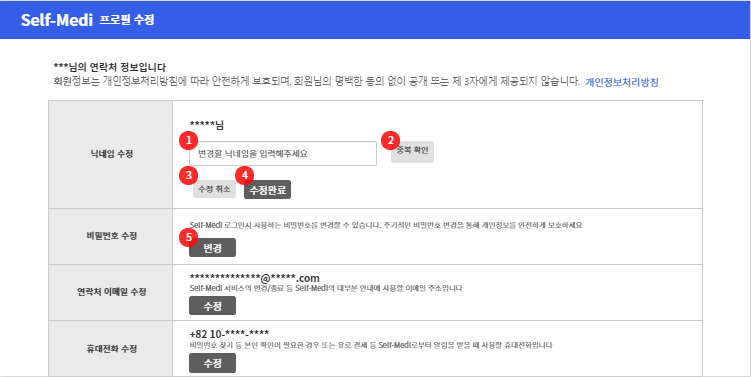 Self-Medi 프로필 수정
***님의 연락처 정보입니다
회원정보는 개인정보처리방침에 따라 안전하게 보호되며, 회원님의 명백한 동의 없이 공개 또는 제 3자에게 제공되지 않습니다. 개인정보처리방침
*****님
1 2
닉네임 수정 변경할 닉네임을 입력해주세요 중복 확인
3 4
수정 취소 수정완료
Self-Medi 로그인시 사용하는 비밀번호를 변경할 수 있습니다. 주기적인 비밀번호 변경을 통해 개인정보를 안전하게 보호하세요
비밀번호 수정 5
변경
**************@*****.com
연락처 이메일 수정 Self-Medi 서비스의 변경/종료 등 Self-Medi의 대부분 안내에 사용할 이메일 주소입니다
수정
+82 10-****-****
휴대전화 수정 비밀번호 찾기 등 본인 확인이 필요한 경우 또는 유로 결제 등 Self-Medi로부터 알림을 받을 때 사용할 휴대전화입니다
수정